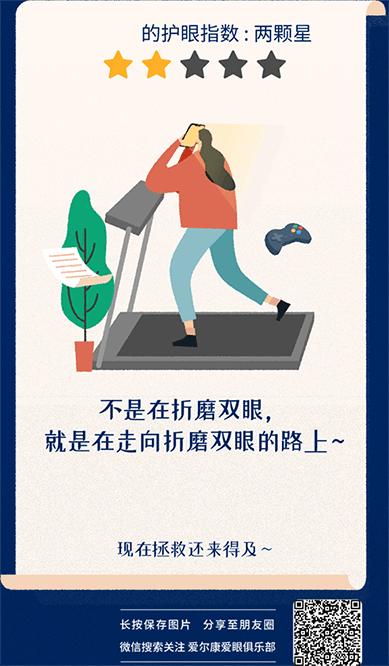 的护眼指数：两颗星
不是在折磨双眼，
就是在走向折磨双眼的路上~
现在拯救还来得及~
长按保存图片 分享至朋友圈
微信搜索关注 爱尔康爱眼俱乐部